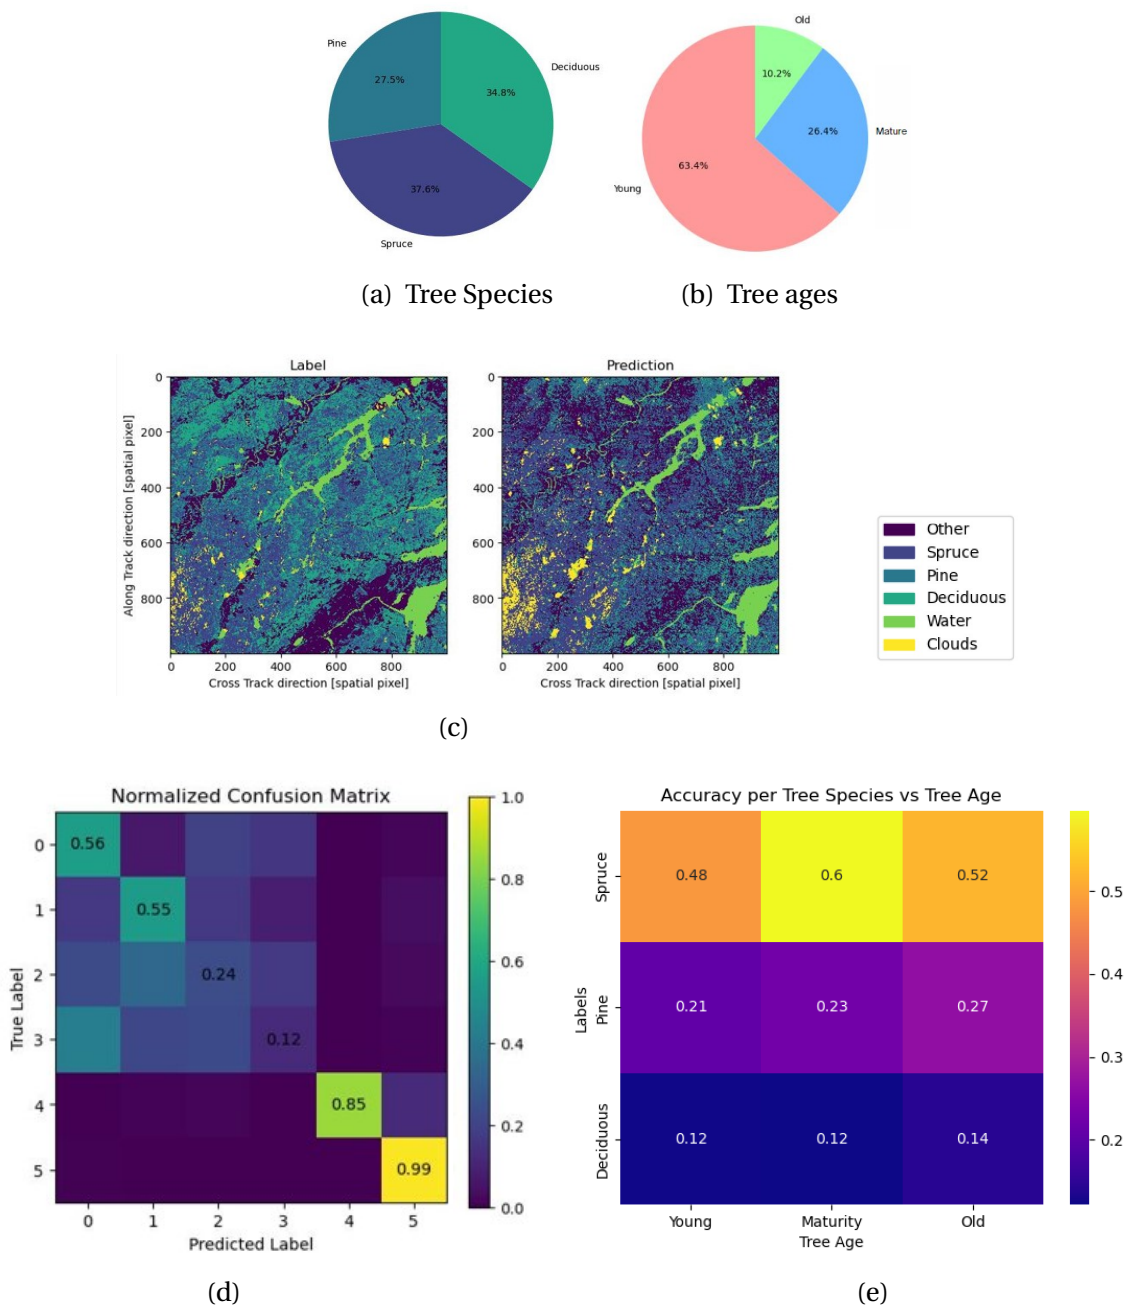 Old
Pine
Deciduous
27.5%
34.8%
10.2%
26.4%
Mature
63.4%
Young
37.6%
Spruce
(a) Tree Species
(b) Tree ages
Label
Prediction
0
200
400
600
800
Along Track direction [spatial pixel]
0 200 400 600 800
Cross Track direction [spatial pixel]
0
200
400
600
800
0 200 400 600 800
Cross Track direction [spatial pixel]
Other
Spruce
Pine
Deciduous
Water
Clouds
(c)
Normalized Confusion Matrix
True Label
0
1
2
3
4
5
0.56
0.55
0.24
0.12
0.85
0.99
0 1 2 3 4 5
Predicted Label
1.0
0.8
0.6
0.4
0.2
0.0
(d)
Accuracy per Tree Species vs Tree Age
Labels
Spruce
Pine
Deciduous
0.48 0.6 0.52
0.21 0.23 0.27
0.12 0.12 0.14
Young Maturity Old
Tree Age
0.5
0.4
0.3
0.2
(e)